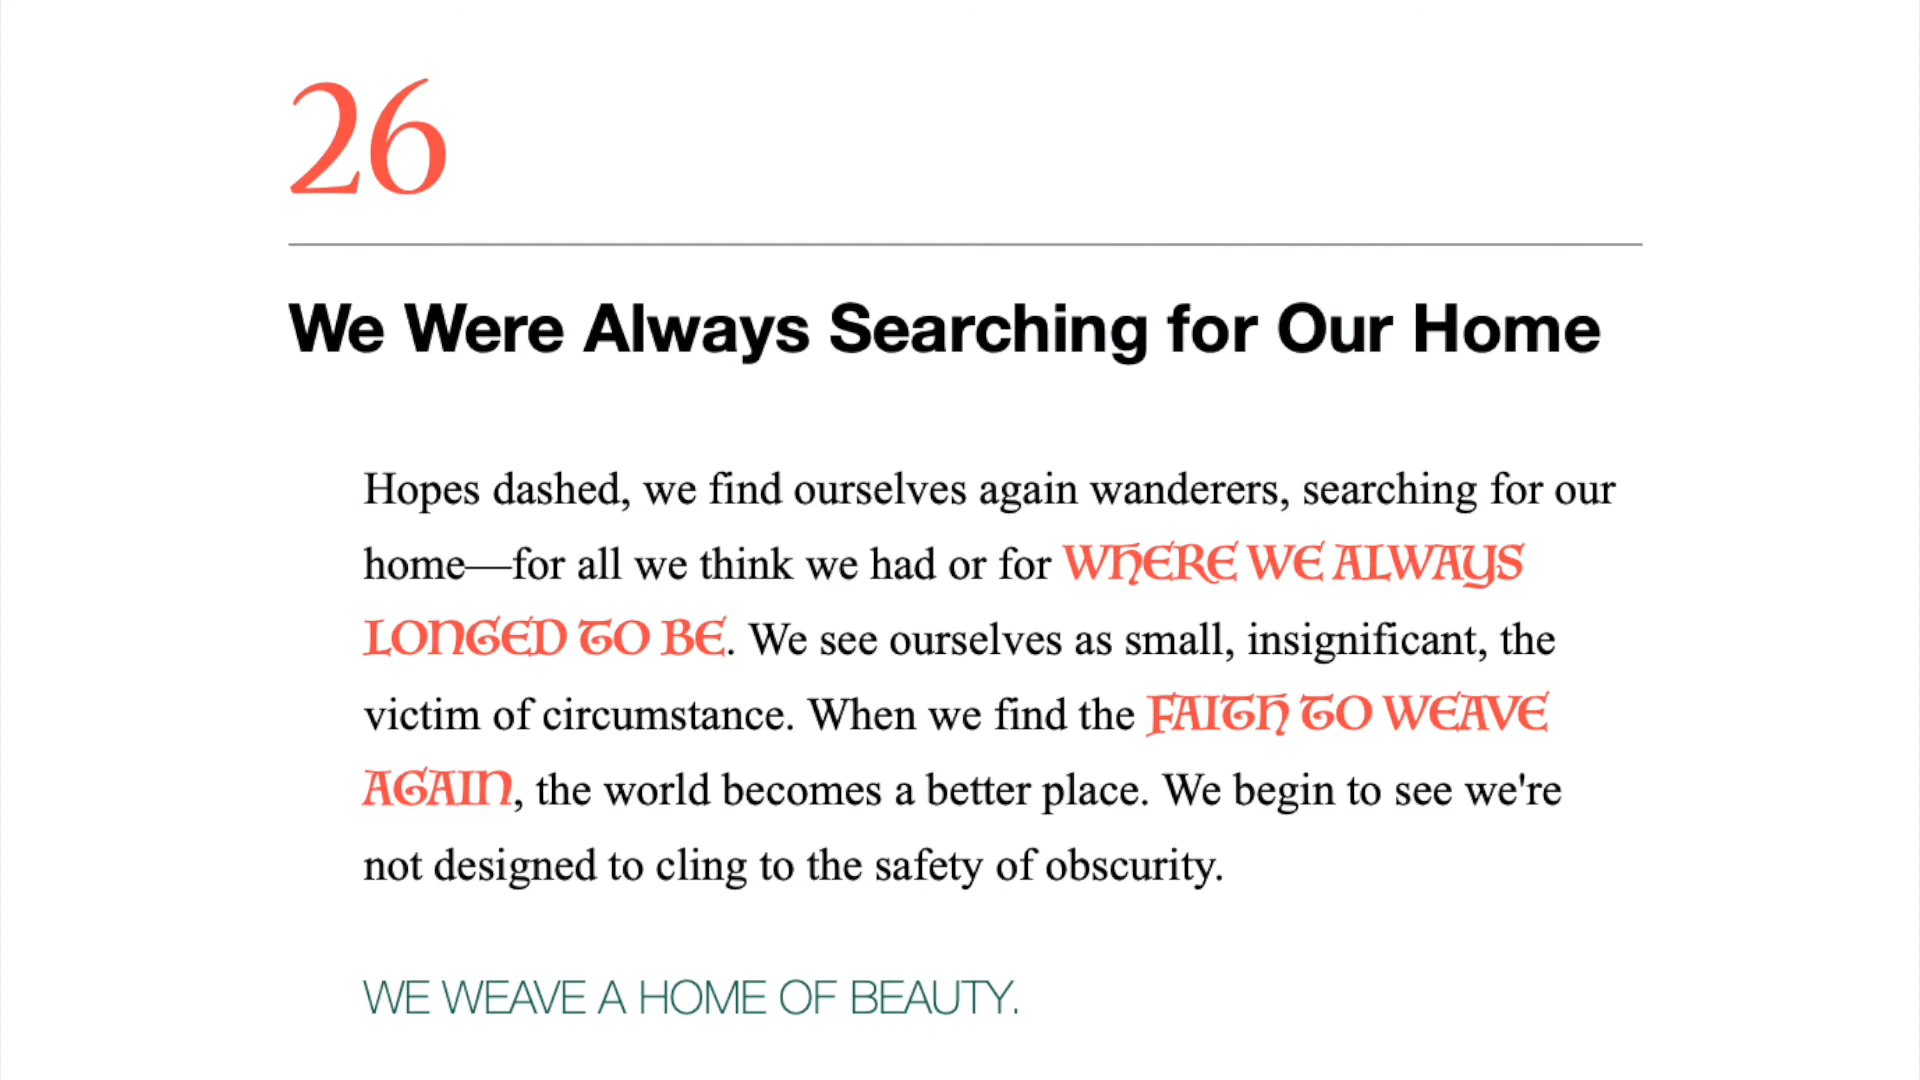 26
We Were Always Searching for Our Home
Hopes dashed, we find ourselves again wanderers, searching for our
home—for all we think we had or for WHERE WE ALWAYS
LONGED TO BE. We see ourselves as small, insignificant, the
victim of circumstance. When we find the FAITH TO WEAVE
AGAIN, the world becomes a better place. We begin to see we're
not designed to cling to the safety of obscurity.
WE WEAVE A HOME OF BEAUTY.